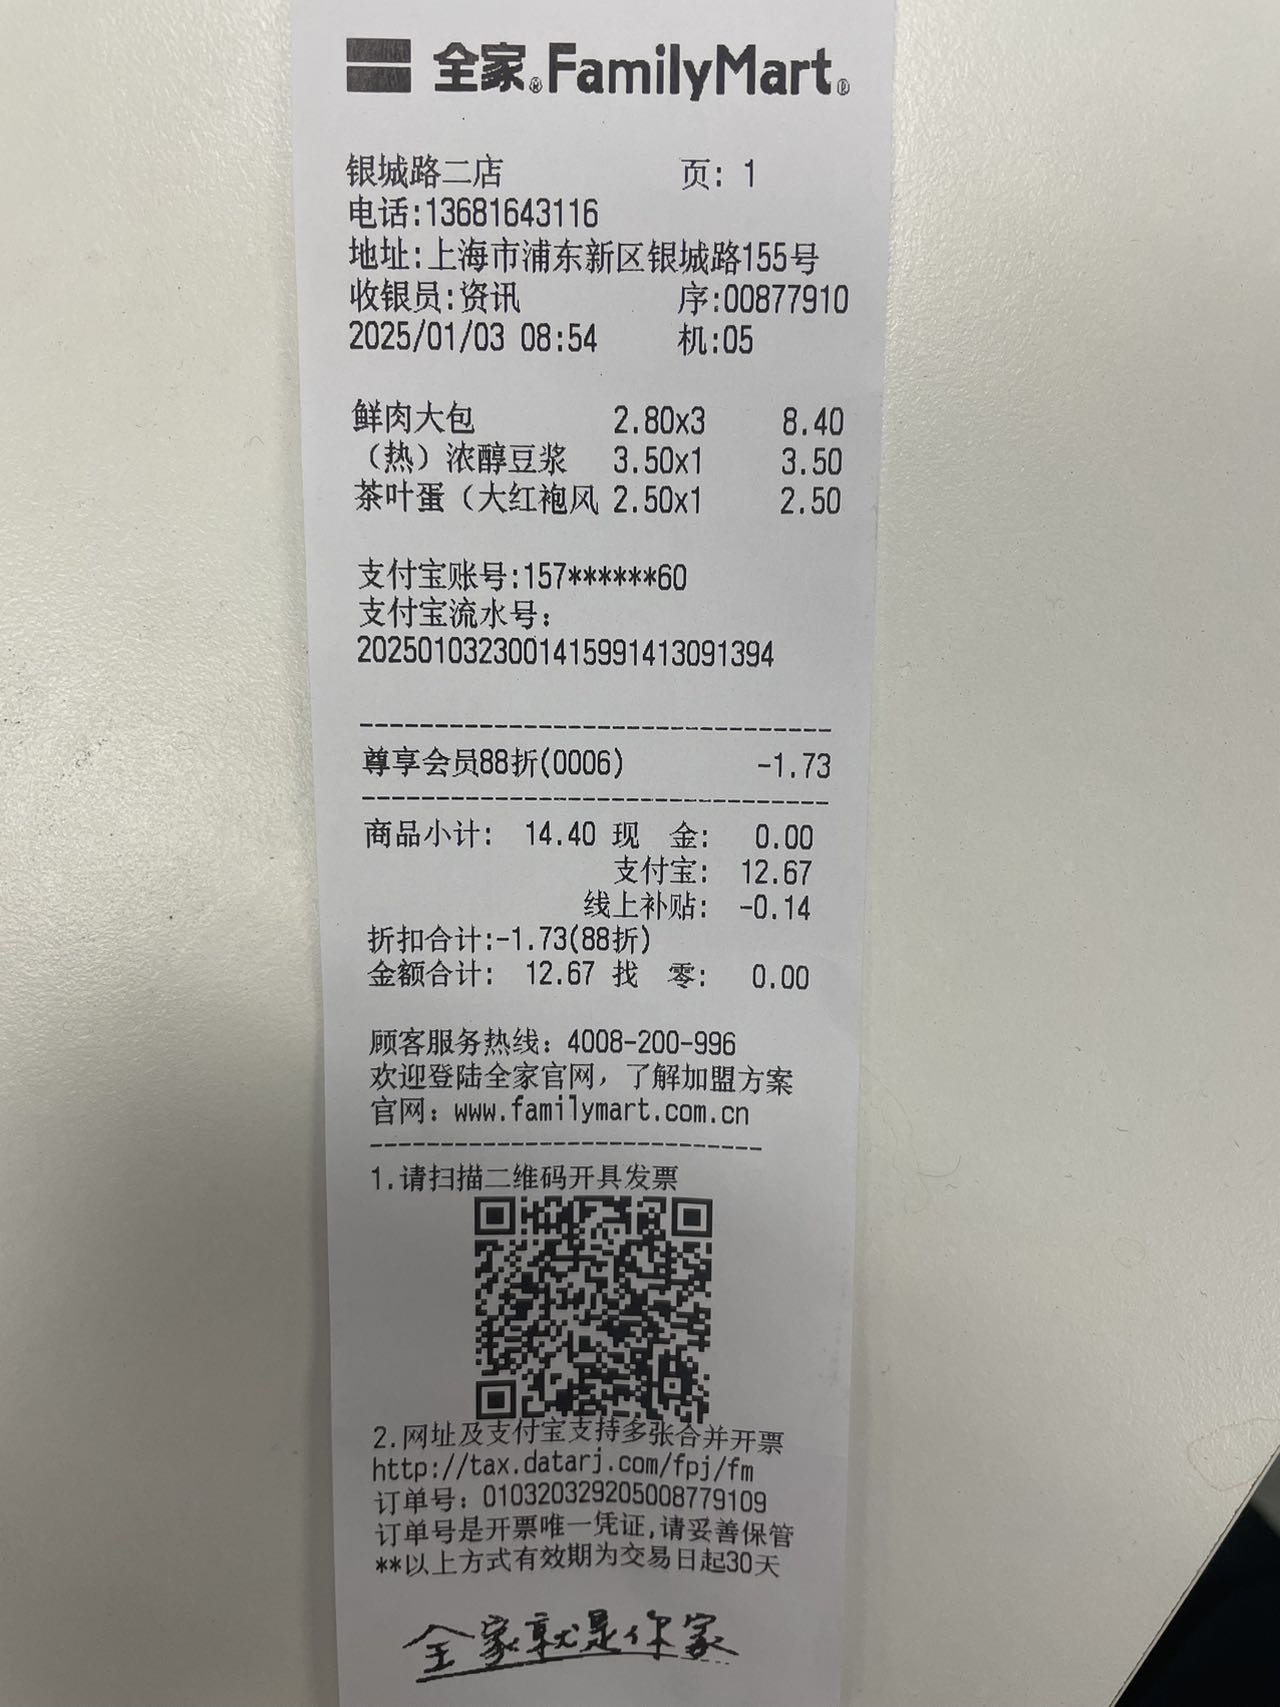 全家®FamilyMart®
银城路二店 页: 1
电话:13681643116
地址:上海市浦东新区银城路155号
收银员:资讯 序:00877910
2025/01/03 08:54 机:05
鲜肉大包 2.80x3 8.40
（热）浓醇豆浆 3.50x1 3.50
茶叶蛋（大红袍风 2.50x1 2.50
支付宝账号:157******60
支付宝流水号:
2025010323001415991413091394
--------------------------------
尊享会员88折(0006) -1.73
--------------------------------
商品小计: 14.40 现 金: 0.00
支付宝: 12.67
线上补贴: -0.14
折扣合计:-1.73(88折)
金额合计: 12.67 找 零: 0.00
顾客服务热线: 4008-200-996
欢迎登陆全家官网，了解加盟方案
官网: www.familymart.com.cn
----------------------------
1.请扫描二维码开具发票
2.网址及支付宝支持多张合并开票
http://tax.datarj.com/fpj/fm
订单号: 010320329205008779109
订单号是开票唯一凭证,请妥善保管
**以上方式有效期为交易日起30天
全家就是你家